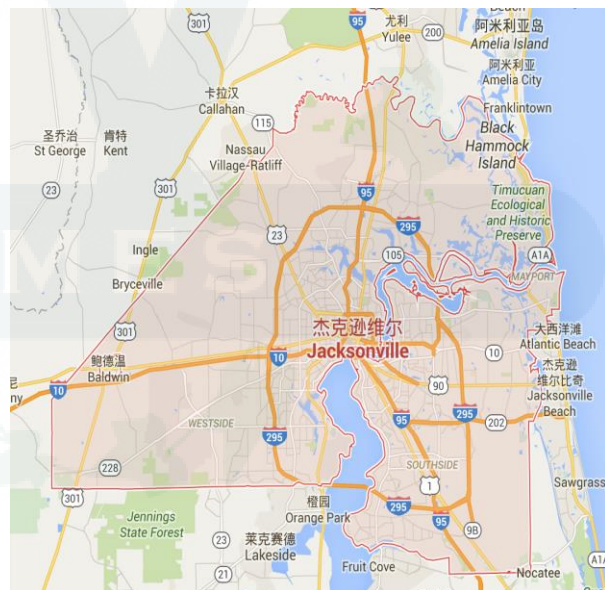 Beach
301
95
尤利
Yulee
200
阿米利亚岛
Amelia Island
阿米利亚
Amelia City
卡拉汉
Callahan
Franklintown
圣乔治
St George
肯特
Kent
115
Black
Hammock
Island
Nassau
Village-Ratliff
23
301
95
Timucuan
Ecological
and Historic
Preserve
295
23
105
A1A
MAYPORT
Ingle
Bryceville
杰克逊维尔
Jacksonville
大西洋滩
Atlantic Beach
301
鲍德温
Baldwin
10
10
杰克逊
维尔比奇
Jacksonville
Beach
尼
ny
10
90
WESTSIDE
95
295
202
295
228
SOUTHSIDE
1
301
Jennings
State Forest
橙园
Orange Park
295
95
9B
Sawgrass
23
莱克赛德
Lakeside
21
Fruit Cove
Nocatee
A1A